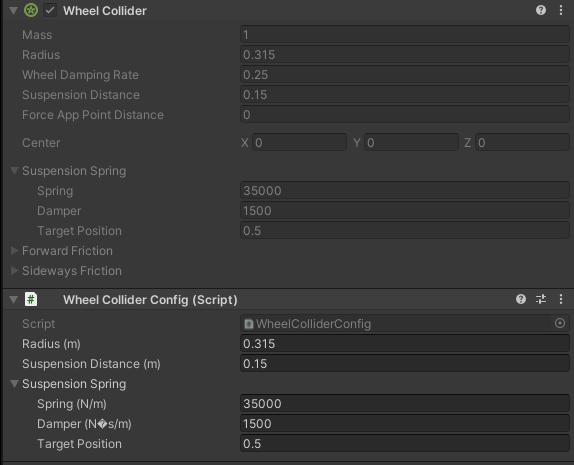 Wheel Collider
Mass 1
Radius 0.315
Wheel Damping Rate 0.25
Suspension Distance 0.15
Force App Point Distance 0
Center X 0 Y 0 Z 0
Suspension Spring
Spring 35000
Damper 1500
Target Position 0.5
Forward Friction
Sideways Friction
# Wheel Collider Config (Script)
Script # WheelColliderConfig
Radius (m) 0.315
Suspension Distance (m) 0.15
Suspension Spring
Spring (N/m) 35000
Damper (N�s/m) 1500
Target Position 0.5